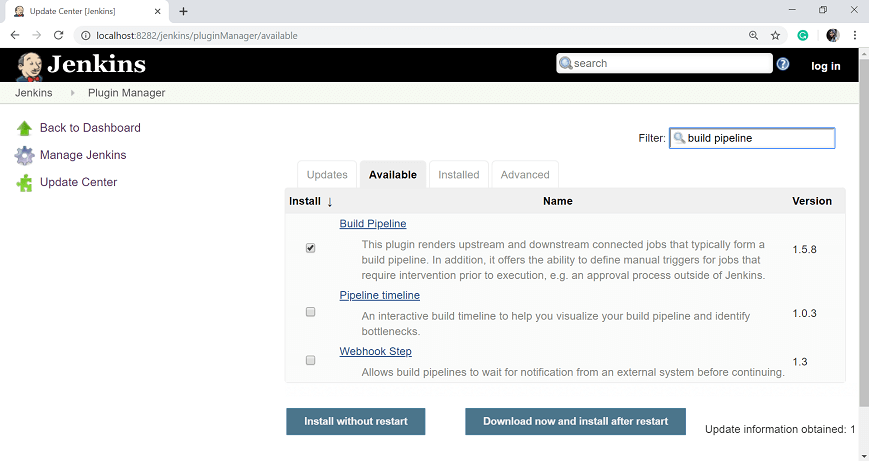 Update Center [Jenkins]
localhost:8282/jenkins/pluginManager/available
Jenkins
search
log in
Jenkins Plugin Manager
Back to Dashboard
Manage Jenkins
Update Center
Filter: build pipeline
Updates Available Installed Advanced
Install ↓ Name Version
Build Pipeline
This plugin renders upstream and downstream connected jobs that typically form a
build pipeline. In addition, it offers the ability to define manual triggers for jobs that
require intervention prior to execution, e.g. an approval process outside of Jenkins.
1.5.8
Pipeline timeline
An interactive build timeline to help you visualize your build pipeline and identify
bottlenecks.
1.0.3
Webhook Step
Allows build pipelines to wait for notification from an external system before continuing.
1.3
Install without restart
Download now and install after restart
Update information obtained: 1